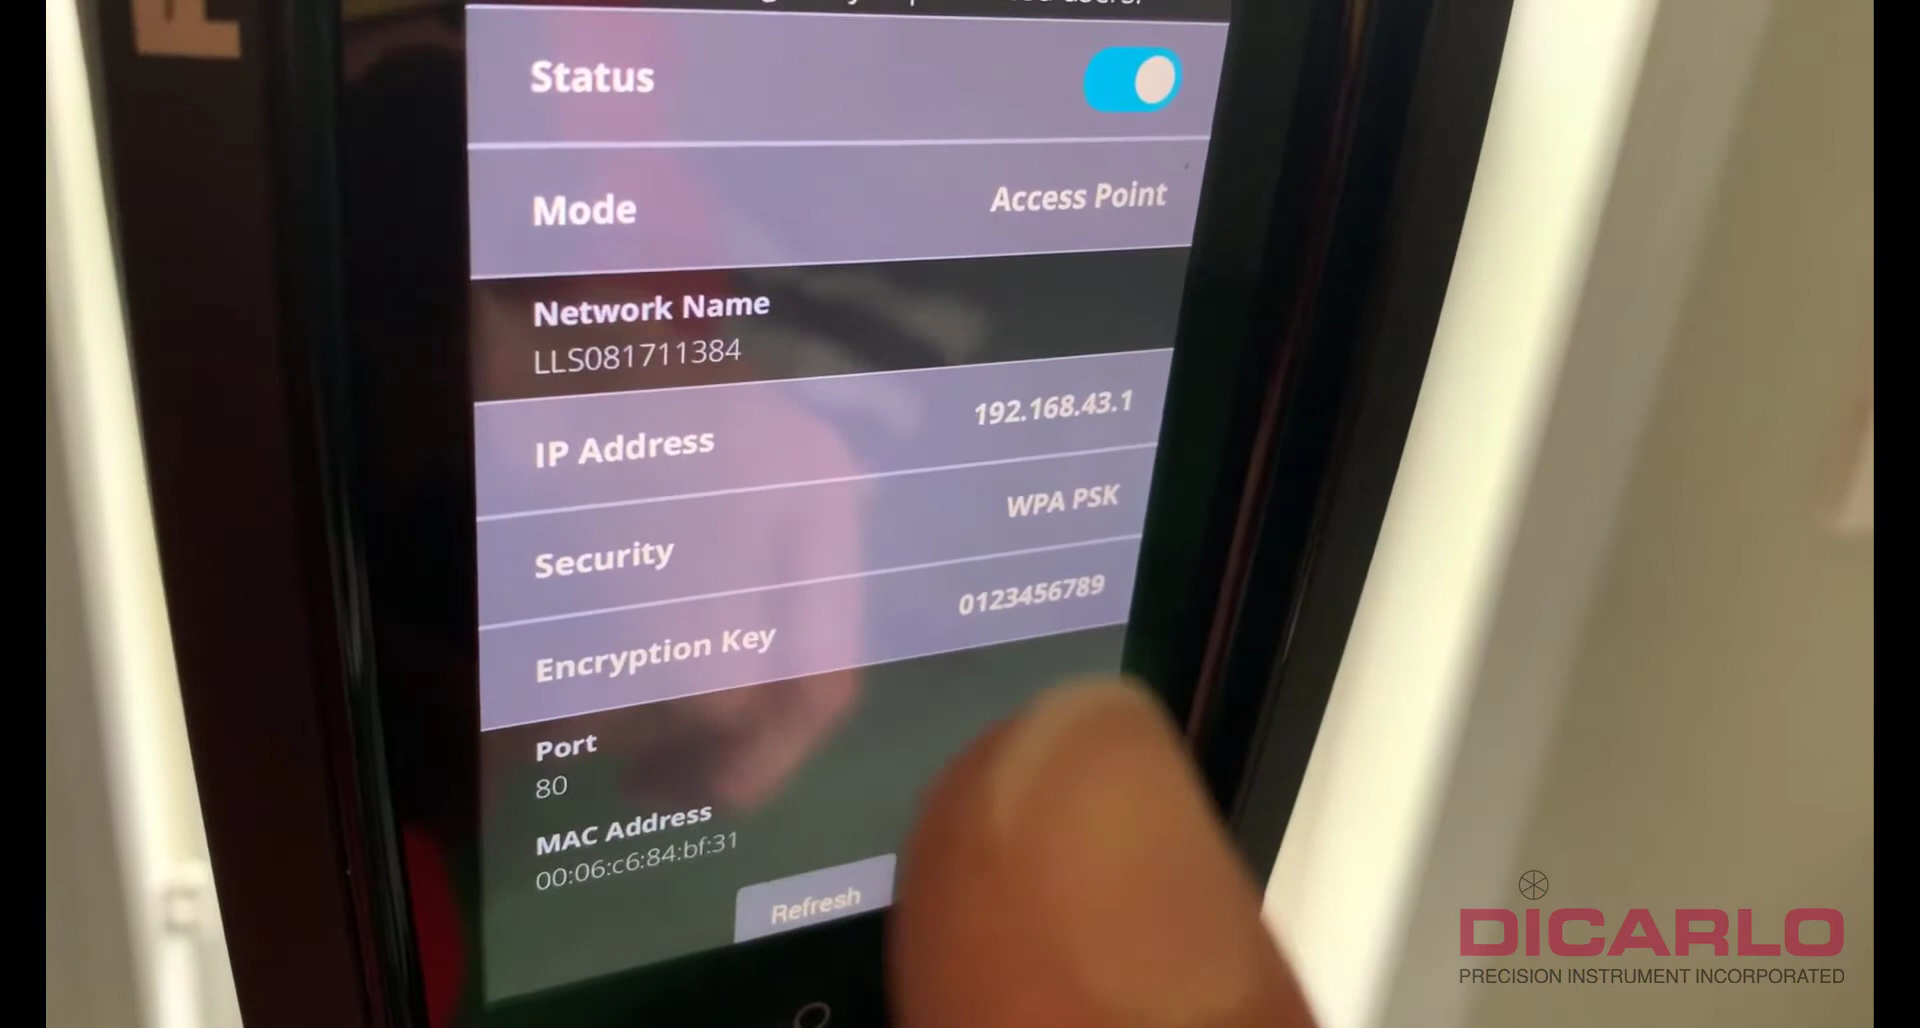 users.
Status
Mode Access Point
Network Name
LLS081711384
IP Address 192.168.43.1
Security WPA PSK
Encryption Key 0123456789
Port
80
MAC Address
00:06:c6:84:bf:31
Refresh
DICARLO
PRECISION INSTRUMENT INCORPORATED